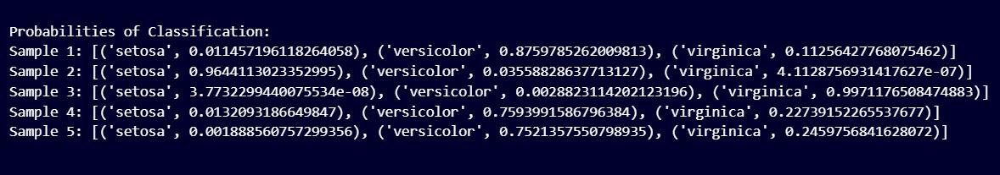 Probabilities of Classification:
Sample 1: [('setosa', 0.011457196118264058), ('versicolor', 0.8759785262009813), ('virginica', 0.11256427768075462)]
Sample 2: [('setosa', 0.9644113023352995), ('versicolor', 0.03558828637713127), ('virginica', 4.1128756931417627e-07)]
Sample 3: [('setosa', 3.7732299440075534e-08), ('versicolor', 0.0028823114202123196), ('virginica', 0.9971176508474883)]
Sample 4: [('setosa', 0.0132093186649847), ('versicolor', 0.7593991586796384), ('virginica', 0.22739152265537677)]
Sample 5: [('setosa', 0.001888560757299356), ('versicolor', 0.7521357550798935), ('virginica', 0.2459756841628072)]